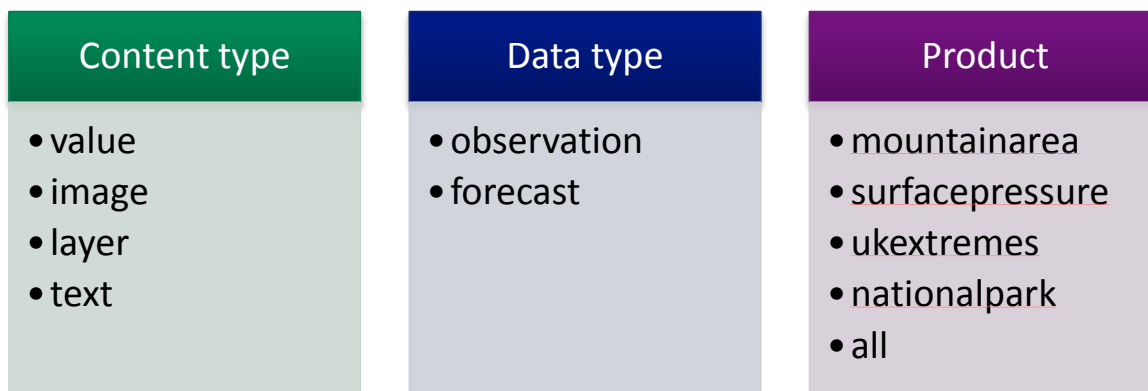 Content type
• value
• image
• layer
• text
Data type
• observation
• forecast
Product
• mountainarea
• surfacepressure
• ukextremes
• nationalpark
• all